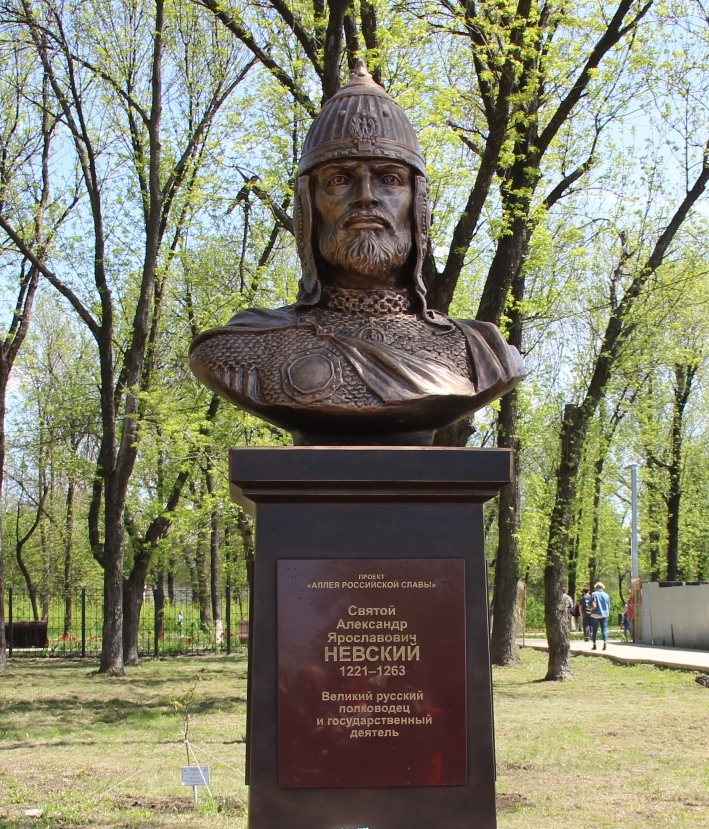 ПРОЕКТ
«АЛЛЕЯ РОССИЙСКОЙ СЛАВЫ»
Святой
Александр
Ярославович
НЕВСКИЙ
1221–1263
Великий русский
полководец
и государственный
деятель